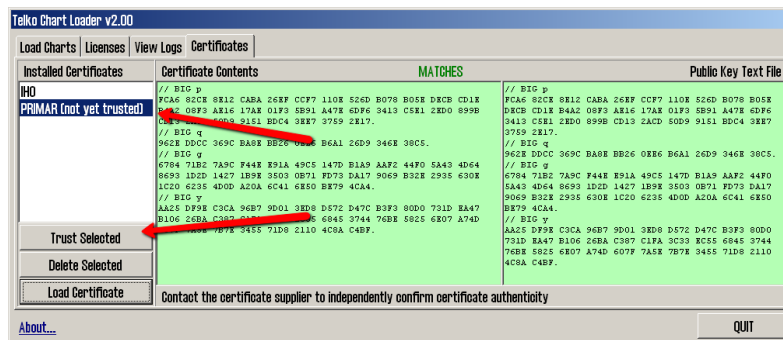 Telko Chart Loader v2.00
Load Charts
Licenses
View Logs
Certificates
Installed Certificates
IHO
PRIMAR (not yet trusted)
Trust Selected
Delete Selected
Load Certificate
Certificate Contents
MATCHES
// BIG p
FCA6 82CE 8E12 CABA 26EF CCF7 110E 526D B078 B05E DECB CD1E
08F3 AE16 17AE 01F3 5B91 A47E 6DF6 3413 C5E1 2ED0 899B
50D9 9151 BDC4 3EE7 3759 2E17.
// BIG q
962E DDCC 369C BA8E BB26 0EE6 B6A1 26D9 346E 38C5.
// BIG g
6784 71B2 7A9C F44E E91A 49C5 147D B1A9 AAF2 44F0 5A43 4D64
8693 1D2D 1427 1B9E 3503 0B71 FD73 DA17 9069 B32E 2935 630E
1C20 6235 4D0D A20A 6C41 6E50 BE79 4CA4.
// BIG y
AA25 DF9E C3CA 96B7 9D01 3ED8 D572 D47C B3F3 80D0 731D EA47
B106 26BA 6845 3744 76BE 5825 6E07 A74D
7B7E 3455 71D8 2110 4C8A C4BF.
Public Key Text File
// BIG p
FCA6 82CE 8E12 CABA 26EF CCF7 110E 526D B078 B05E
DECB CD1E B4A2 08F3 AE16 17AE 01F3 5B91 A47E 6DF6
3413 C5E1 2ED0 899B CD13 2ACD 50D9 9151 BDC4 3EE7
3759 2E17.
// BIG q
962E DDCC 369C BA8E BB26 0EE6 B6A1 26D9 346E 38C5.
// BIG g
6784 71B2 7A9C F44E E91A 49C5 147D B1A9 AAF2 44F0
5A43 4D64 8693 1D2D 1427 1B9E 3503 0B71 FD73 DA17
9069 B32E 2935 630E 1C20 6235 4D0D A20A 6C41 6E50
BE79 4CA4.
// BIG y
AA25 DF9E C3CA 96B7 9D01 3ED8 D572 D47C B3F3 80D0
731D EA47 B106 26BA C387 C1FA 3C33 EC55 6845 3744
76BE 5825 6E07 A74D 607F 7A5E 7B7E 3455 71D8 2110
4C8A C4BF.
Contact the certificate supplier to independently confirm certificate authenticity
About...
QUIT